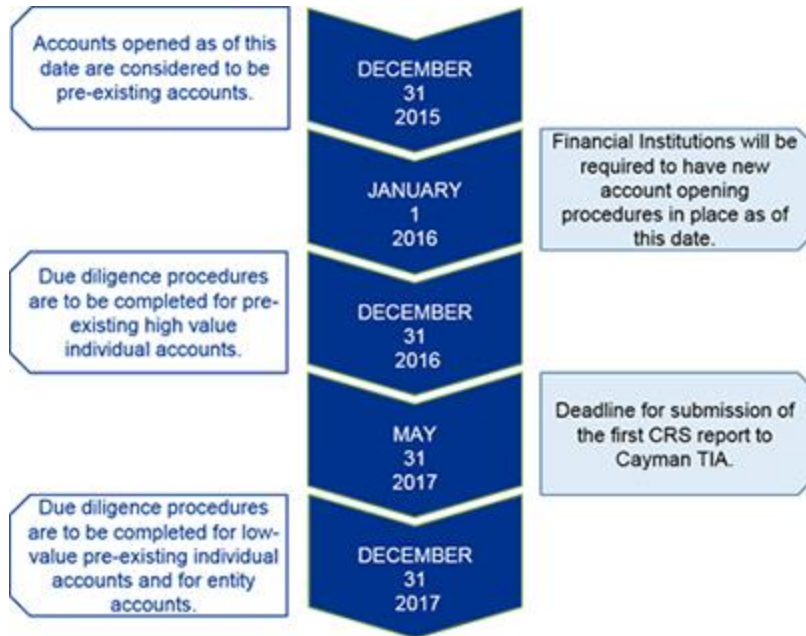 Accounts opened as of this
date are considered to be
pre-existing accounts.
DECEMBER
31
2015
JANUARY
1
2016
Financial Institutions will be
required to have new
account opening
procedures in place as of
this date.
Due diligence procedures
are to be completed for pre-
existing high value
individual accounts.
DECEMBER
31
2016
MAY
31
2017
Deadline for submission of
the first CRS report to
Cayman TIA.
Due diligence procedures
are to be completed for low-
value pre-existing individual
accounts and for entity
accounts.
DECEMBER
31
2017